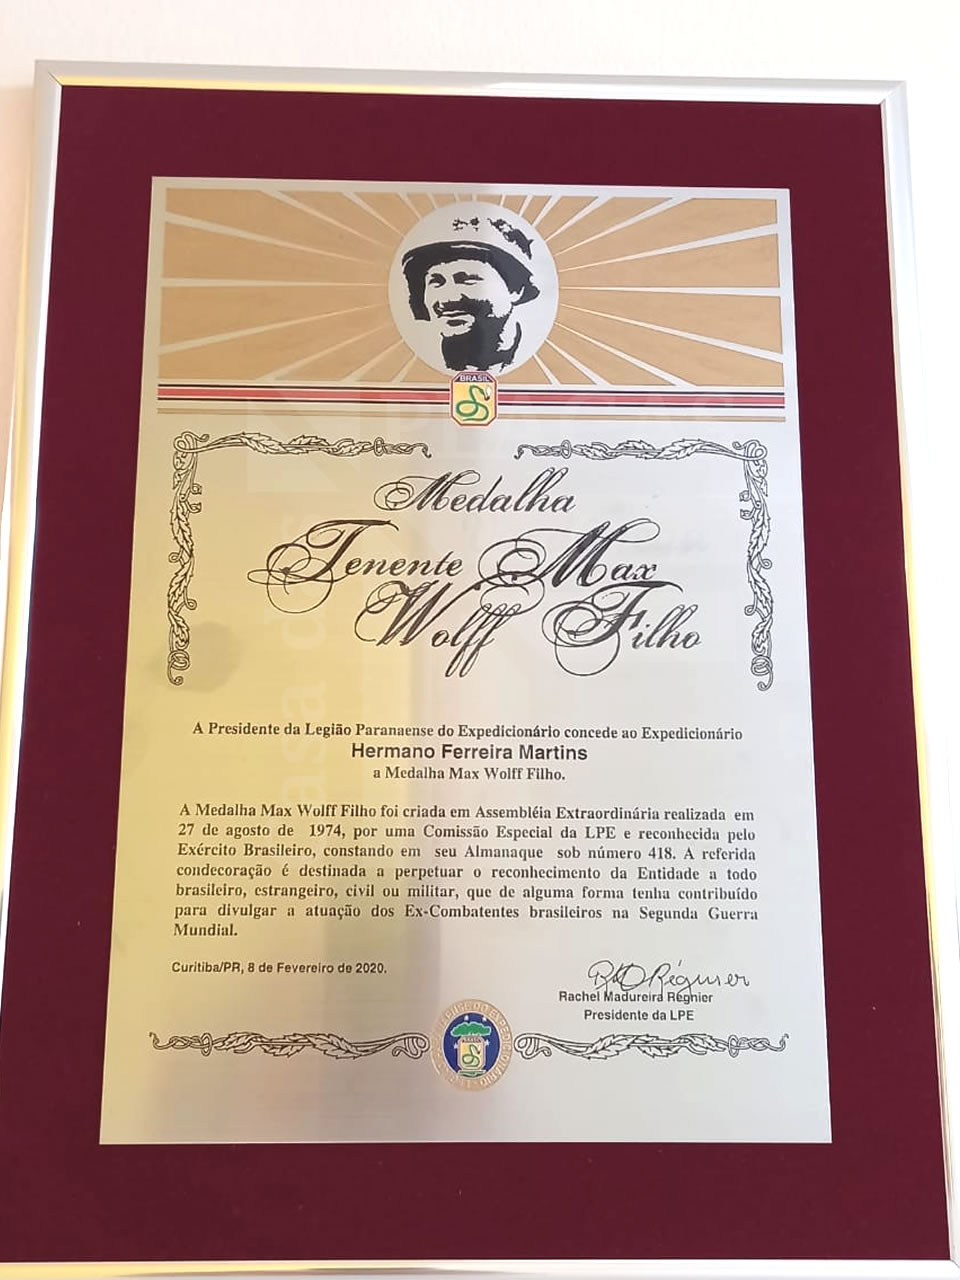 BRASIL
Medalha
Tenente Max
Wolff Filho
A Presidente da Legião Paranaense do Expedicionário concede ao Expedicionário
Hermano Ferreira Martins
a Medalha Max Wolff Filho.
A Medalha Max Wolff Filho foi criada em Assembléia Extraordinária realizada em
27 de agosto de 1974, por uma Comissão Especial da LPE e reconhecida pelo
Exército Brasileiro, constando em seu Almanaque sob número 418. A referida
condecoração é destinada a perpetuar o reconhecimento da Entidade a todo
brasileiro, estrangeiro, civil ou militar, que de alguma forma tenha contribuído
para divulgar a atuação dos Ex-Combatentes brasileiros na Segunda Guerra
Mundial.
Curitiba/PR, 8 de Fevereiro de 2020.
Rachel Madureira Régnier
Presidente da LPE